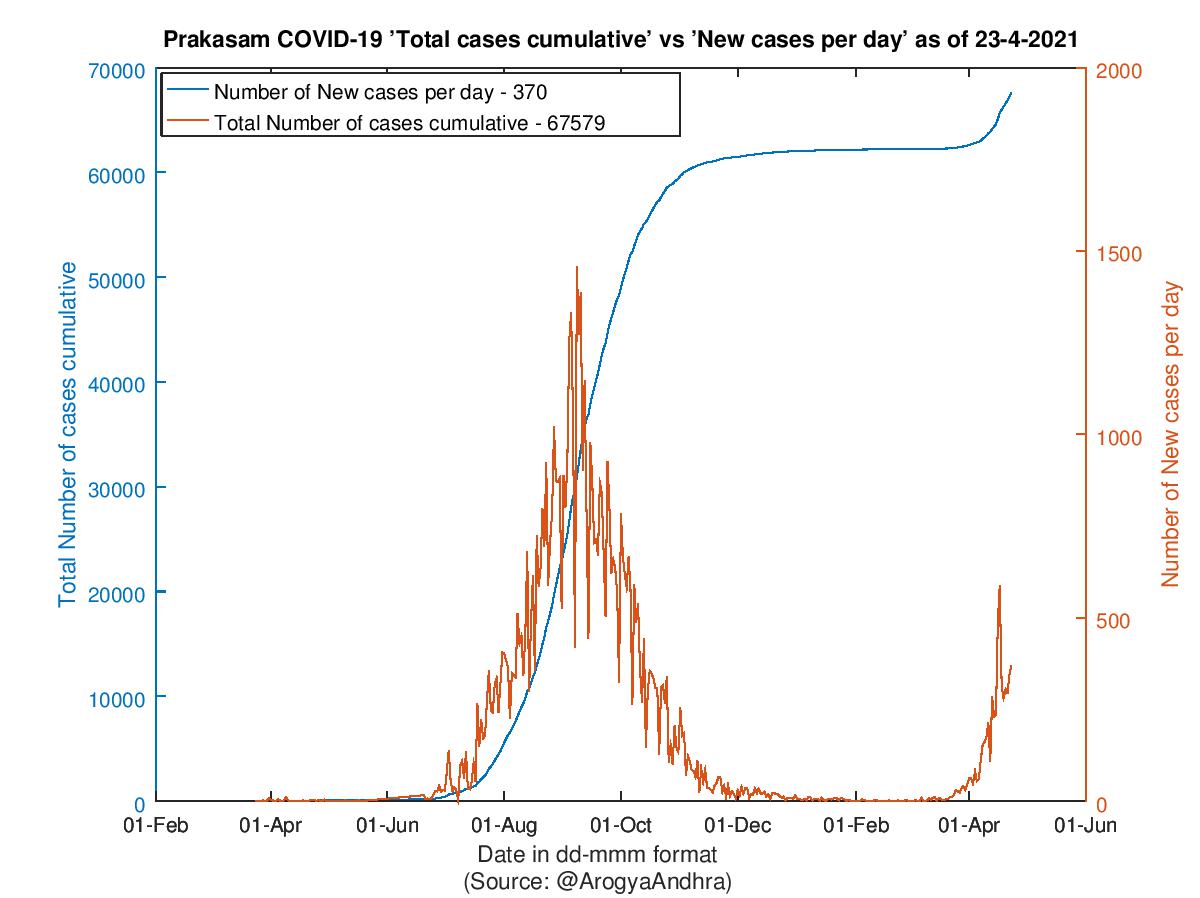 Prakasam COVID-19 ’Total cases cumulative’ vs ’New cases per day’ as of 23-4-2021
Number of New cases per day - 370
Total Number of cases cumulative - 67579
70000
60000
50000
40000
30000
20000
10000
0
Total Number of cases cumulative
2000
1500
1000
500
0
Number of New cases per day
01-Feb 01-Apr 01-Jun 01-Aug 01-Oct 01-Dec 01-Feb 01-Apr 01-Jun
Date in dd-mmm format
(Source: @ArogyaAndhra)